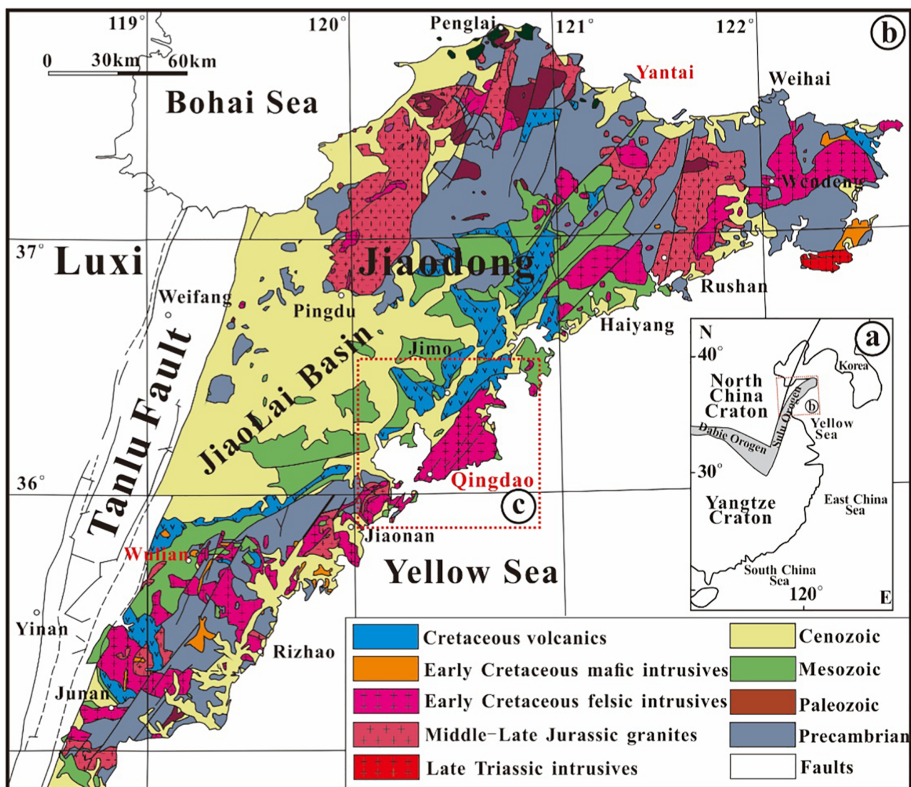 119°
120°
Penglai
121°
122°
b
0 30km 60km
Yantai
Weihai
Bohai Sea
Wendeng
37°
Luxi
Jiaodong
Weifang
Pingdu
Rushan
Haiyang
Jimo
JiaoLai Basin
Tanlu Fault
N
a
40°
Korea
North
China
Craton
Sulu Orogen
b
Yellow
Sea
Dabie Orogen
30°
Yangtze
Craton
East China
Sea
South China
Sea
120°
E
Qingdao
36°
c
Jiaonan
Wulian
Yellow Sea
Yinan
Rizhao
Junan
Cretaceous volcanics
Early Cretaceous mafic intrusives
Early Cretaceous felsic intrusives
Middle-Late Jurassic granites
Late Triassic intrusives
Cenozoic
Mesozoic
Paleozoic
Precambrian
Faults